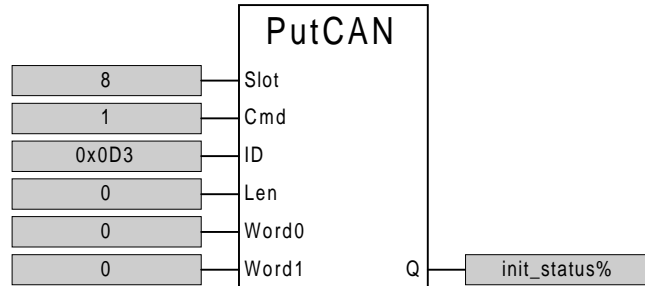 PutCAN
8 Slot
1 Cmd
0x0D3 ID
0 Len
0 Word0
0 Word1 Q init_status%